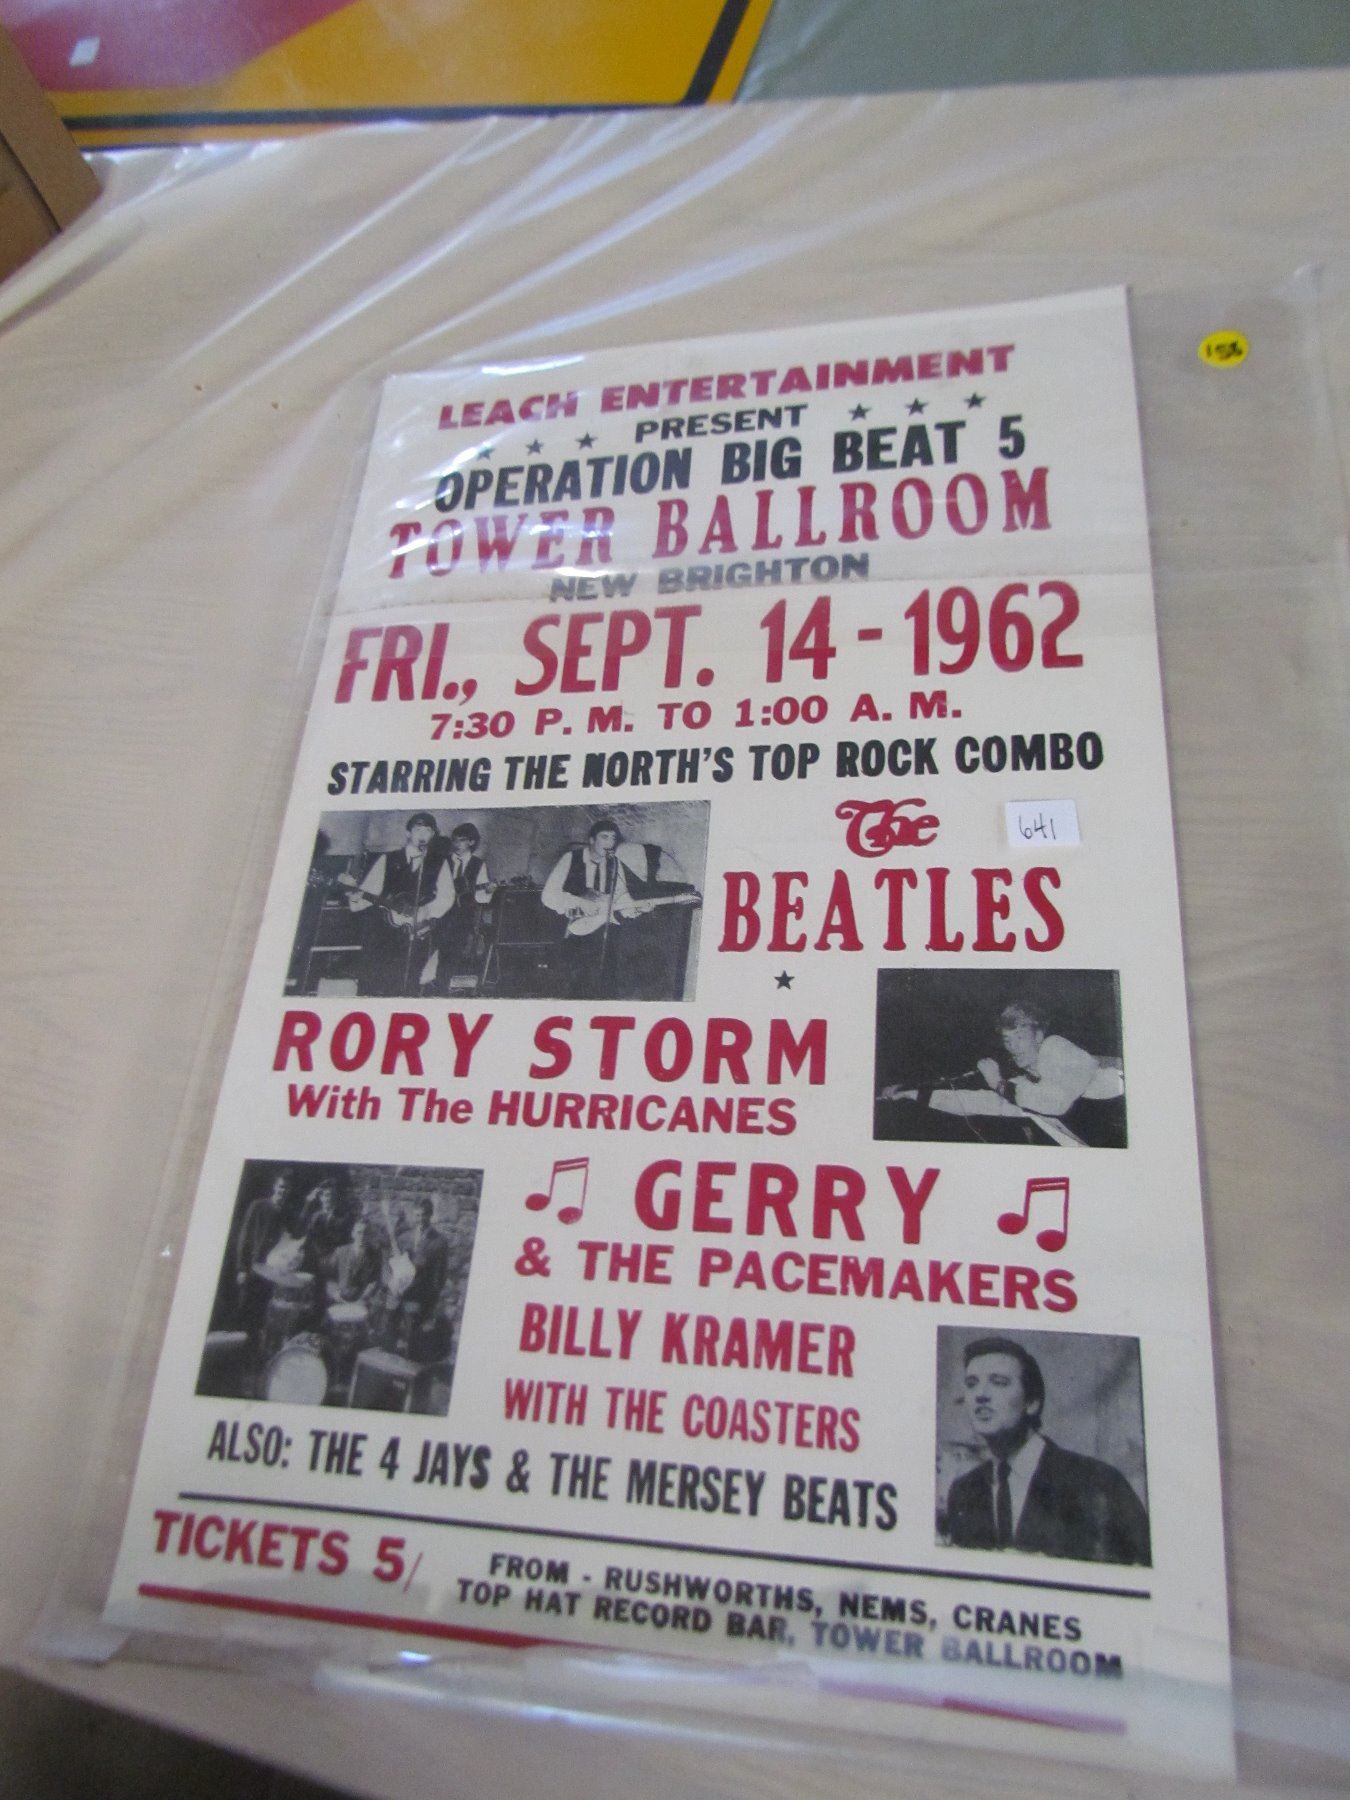 158
LEACH ENTERTAINMENT
PRESENT
OPERATION BIG BEAT 5
TOWER BALLROOM
NEW BRIGHTON
FRI., SEPT. 14 - 1962
7:30 P. M. TO 1:00 A. M.
STARRING THE NORTH'S TOP ROCK COMBO
The
641
BEATLES
RORY STORM
With The HURRICANES
GERRY
& THE PACEMAKERS
BILLY KRAMER
WITH THE COASTERS
ALSO: THE 4 JAYS & THE MERSEY BEATS
TICKETS 5/
FROM - RUSHWORTHS, NEMS, CRANES
TOP HAT RECORD BAR, TOWER BALLROOM